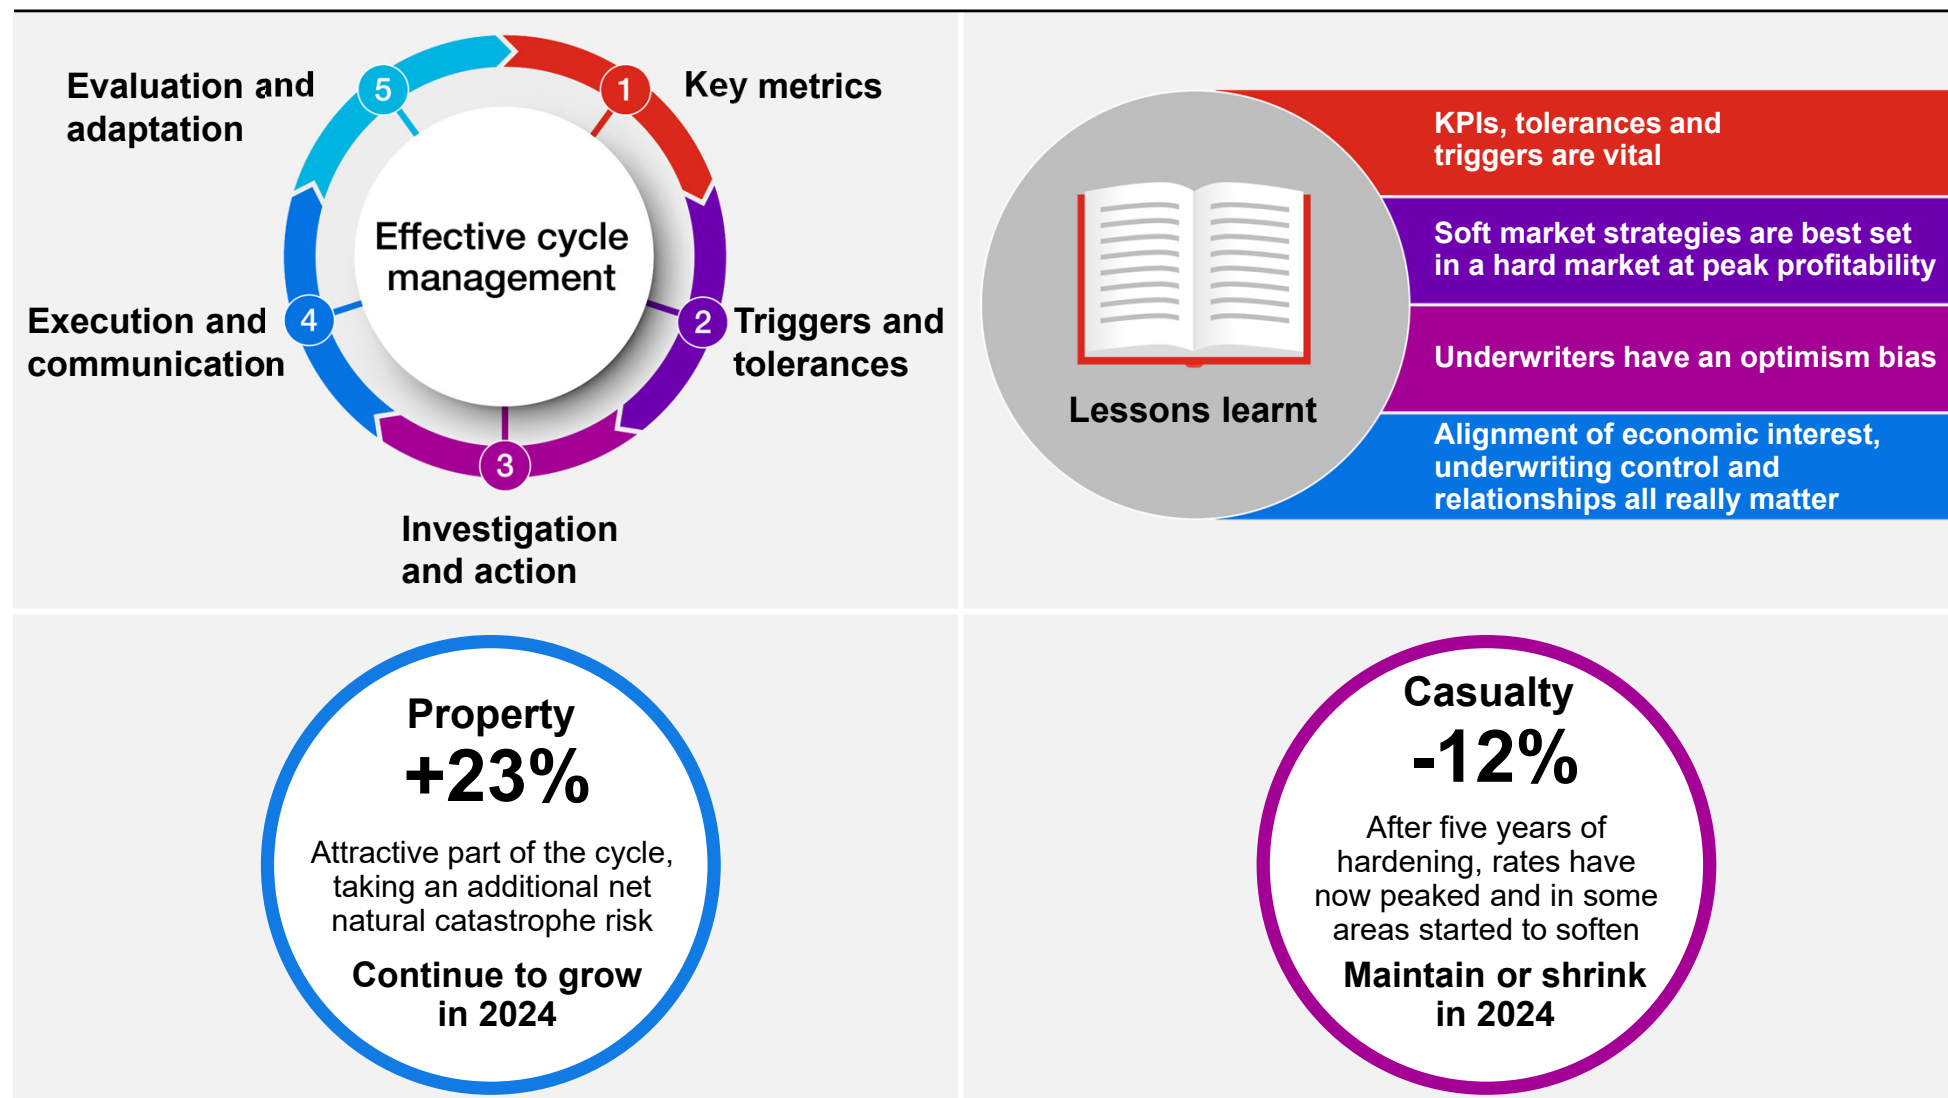 Effective cycle
management
1
Key metrics
2
Triggers and
tolerances
3
Investigation
and action
4
Execution and
communication
5
Evaluation and
adaptation
Lessons learnt
KPIs, tolerances and
triggers are vital
Soft market strategies are best set
in a hard market at peak profitability
Underwriters have an optimism bias
Alignment of economic interest,
underwriting control and
relationships all really matter
Property
+23%
Attractive part of the cycle,
taking an additional net
natural catastrophe risk
Continue to grow
in 2024
Casualty
-12%
After five years of
hardening, rates have
now peaked and in some
areas started to soften
Maintain or shrink
in 2024